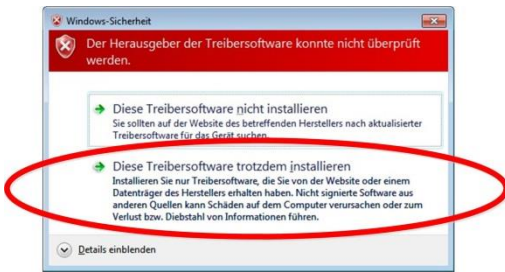 Windows-Sicherheit
Der Herausgeber der Treibersoftware konnte nicht überprüft
werden.
Diese Treibersoftware nicht installieren
Sie sollten auf der Website des betreffenden Herstellers nach aktualisierter
Treibersoftware für das Gerät suchen.
Diese Treibersoftware trotzdem installieren
Installieren Sie nur Treibersoftware, die Sie von der Website oder einem
Datenträger des Herstellers erhalten haben. Nicht signierte Software aus
anderen Quellen kann Schäden auf dem Computer verursachen oder zum
Verlust bzw. Diebstahl von Informationen führen.
Details einblenden